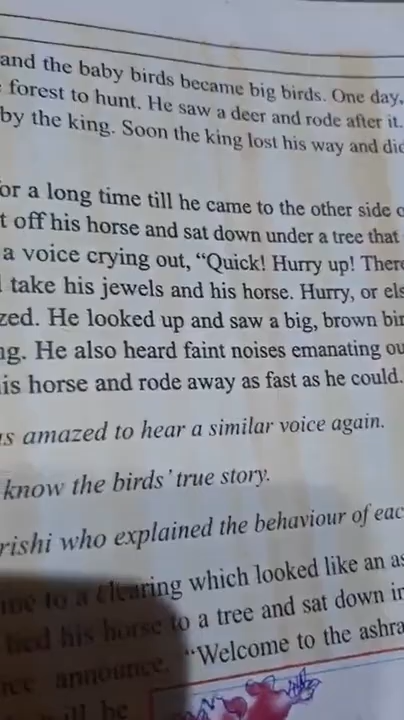 and the baby birds became big birds. One day,
forest to hunt. He saw a deer and rode after it.
by the king. Soon the king lost his way and did
or a long time till he came to the other side o
t off his horse and sat down under a tree that
a voice crying out, “Quick! Hurry up! There
take his jewels and his horse. Hurry, or els
zed. He looked up and saw a big, brown bir
ng. He also heard faint noises emanating ou
is horse and rode away as fast as he could.
s amazed to hear a similar voice again.
know the birds’ true story.
rishi who explained the behaviour of eac
me to a clearing which looked like an as
tied his horse to a tree and sat down in
announce, “Welcome to the ashra
be